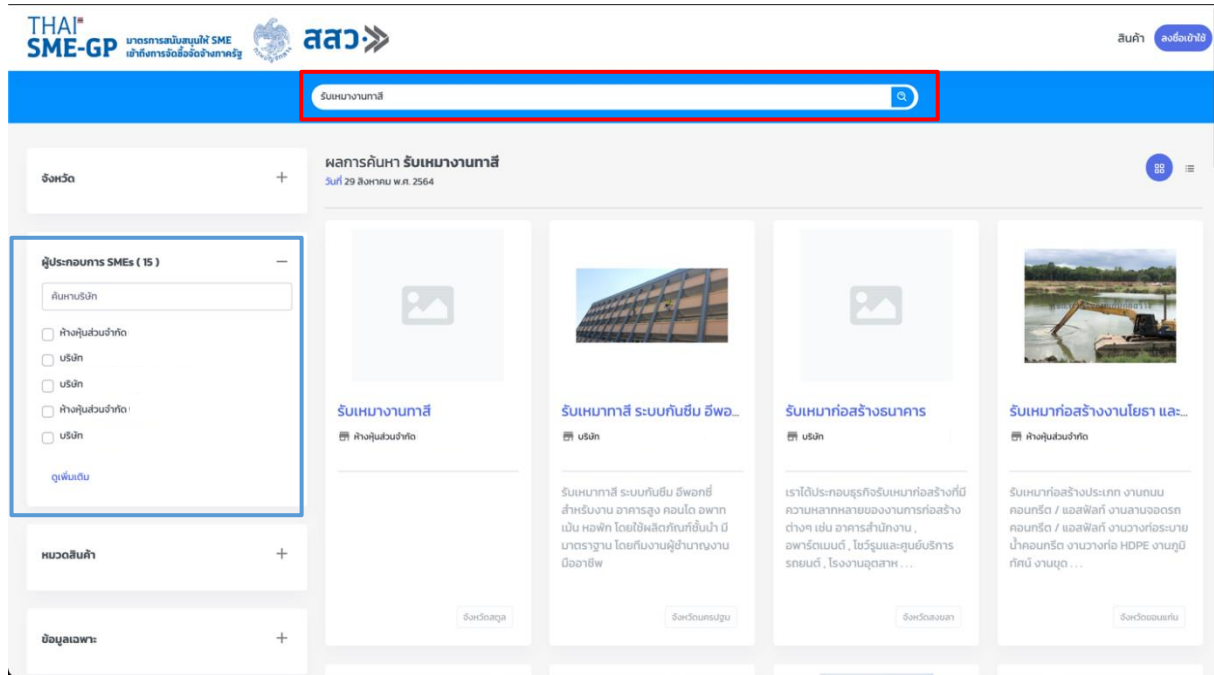 THAI
SME-GP
มาตรการสนับสนุนให้ SME
เข้าถึงการจัดซื้อจัดจ้างภาครัฐ
สสว.
สินค้า
ลงชื่อเข้าใช้
รับเหมางานทาสี
จังหวัด
ผลการค้นหา รับเหมางานทาสี
วันที่ 29 สิงหาคม พ.ศ. 2564
ผู้ประกอบการ SMEs ( 15 )
ค้นหาบริษัท
ห้างหุ้นส่วนจำกัด
บริษัท
บริษัท
ห้างหุ้นส่วนจำกัด
บริษัท
ดูเพิ่มเติม
หมวดสินค้า
ข้อมูลเฉพาะ
รับเหมางานทาสี
ห้างหุ้นส่วนจำกัด
จังหวัดสตูล
รับเหมาทาสี ระบบกันซึม อีพอ...
บริษัท
รับเหมาทาสี ระบบกันซึม อีพอกซี่
สำหรับงาน อาคารสูง คอนโด อพาท
เม้น หอพัก โดยใช้ผลิตภัณฑ์ชั้นนำ มี
มาตราฐาน โดยทีมงานผู้ชำนาญงาน
มืออาชีพ
จังหวัดนครปฐม
รับเหมาก่อสร้างธนาคาร
บริษัท
เราได้ประกอบธุรกิจรับเหมาก่อสร้างที่มี
ความหลากหลายของงานการก่อสร้าง
ต่างๆ เช่น อาคารสำนักงาน ,
อพาร์ตเมนต์ , โชว์รูมและศูนย์บริการ
รถยนต์ , โรงงานอุตสาห ...
จังหวัดสงขลา
รับเหมาก่อสร้างงานโยธา และ...
ห้างหุ้นส่วนจำกัด
รับเหมาก่อสร้างประเภท งานถนน
คอนกรีต / แอสฟัลท์ งานลานจอดรถ
คอนกรีต / แอสฟัลท์ งานวางท่อระบาย
น้ำคอนกรีต งานวางท่อ HDPE งานภูมิ
ทัศน์ งานขุด ...
จังหวัดขอนแก่น